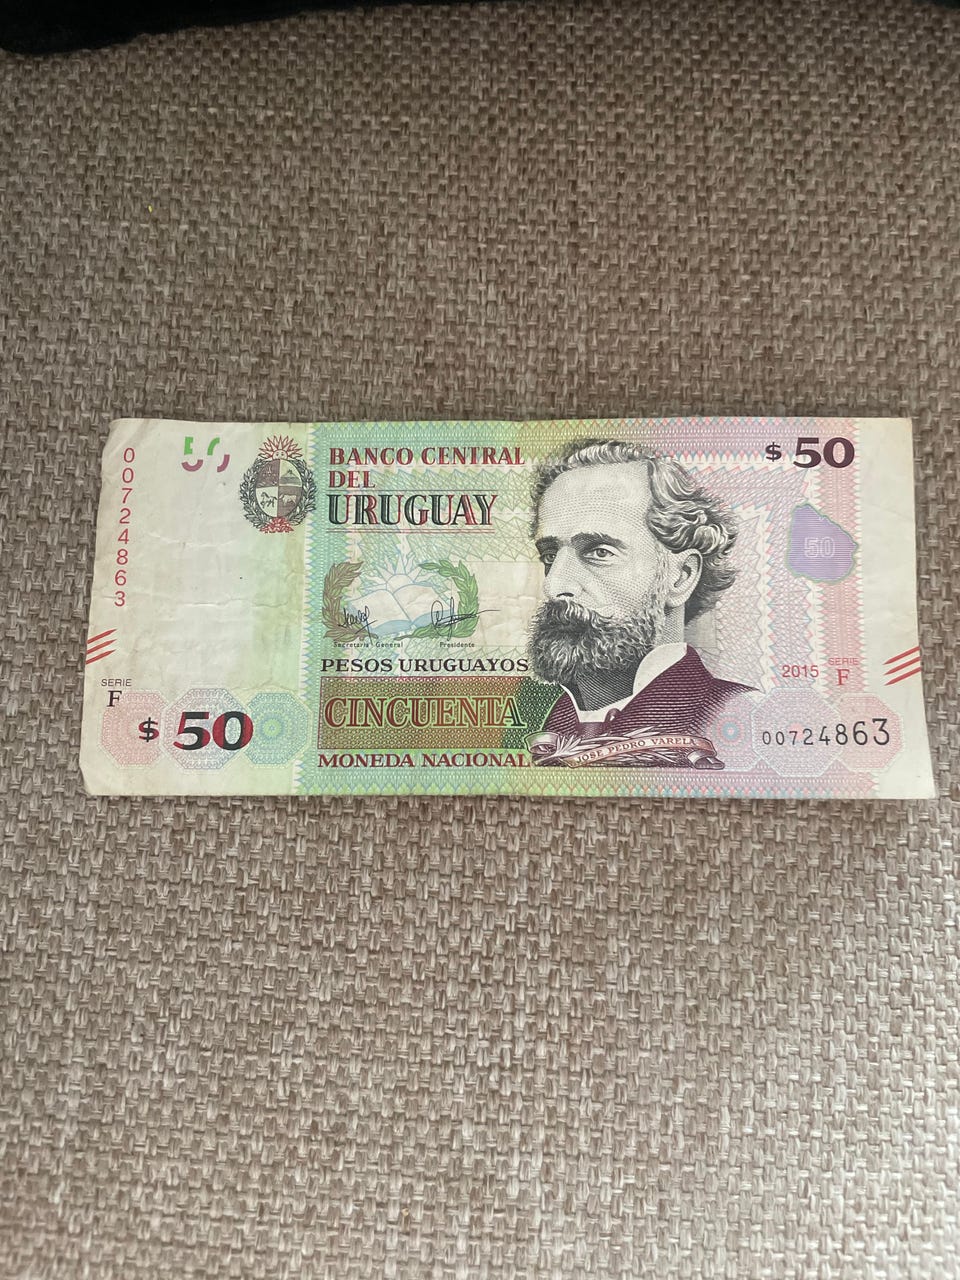 00724863
50
BANCO CENTRAL
DEL
URUGUAY
$ 50
50
Secretaría General
Presidente
PESOS URUGUAYOS
CINCUENTA
MONEDA NACIONAL
JOSE PEDRO VARELA
SERIE
F
$ 50
2015 SERIE
F
00724863